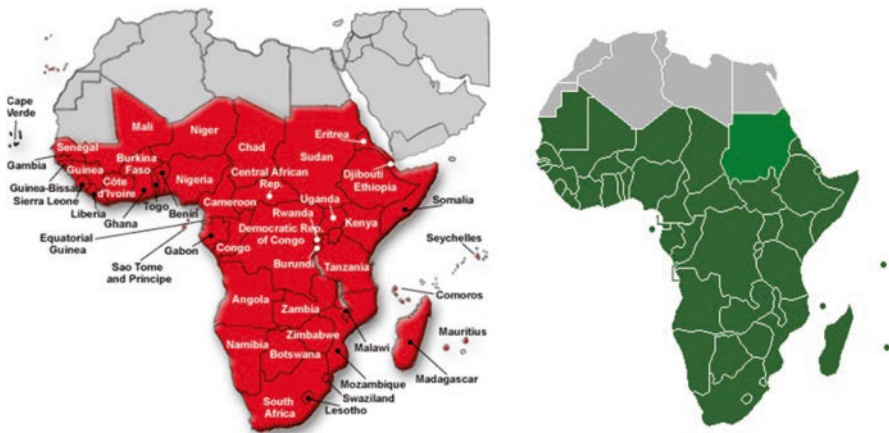 Cape
Verde
Mali
Niger
Eritrea
Senegal
Chad
Sudan
Gambia
Burkina
Faso
Guinea
Djibouti
Guinea-Bissau
Côte
d'Ivoire
Nigeria
Central African
Rep.
Ethiopia
Sierra Leone
Liberia
Togo
Benin
Cameroon
Uganda
Somalia
Ghana
Rwanda
Kenya
Equatorial
Guinea
Democratic Rep.
of Congo
Seychelles
Gabon
Congo
Sao Tome
and Principe
Burundi
Tanzania
Comoros
Angola
Zambia
Mauritius
Zimbabwe
Malawi
Namibia
Botswana
Mozambique
Madagascar
Swaziland
South
Africa
Lesotho